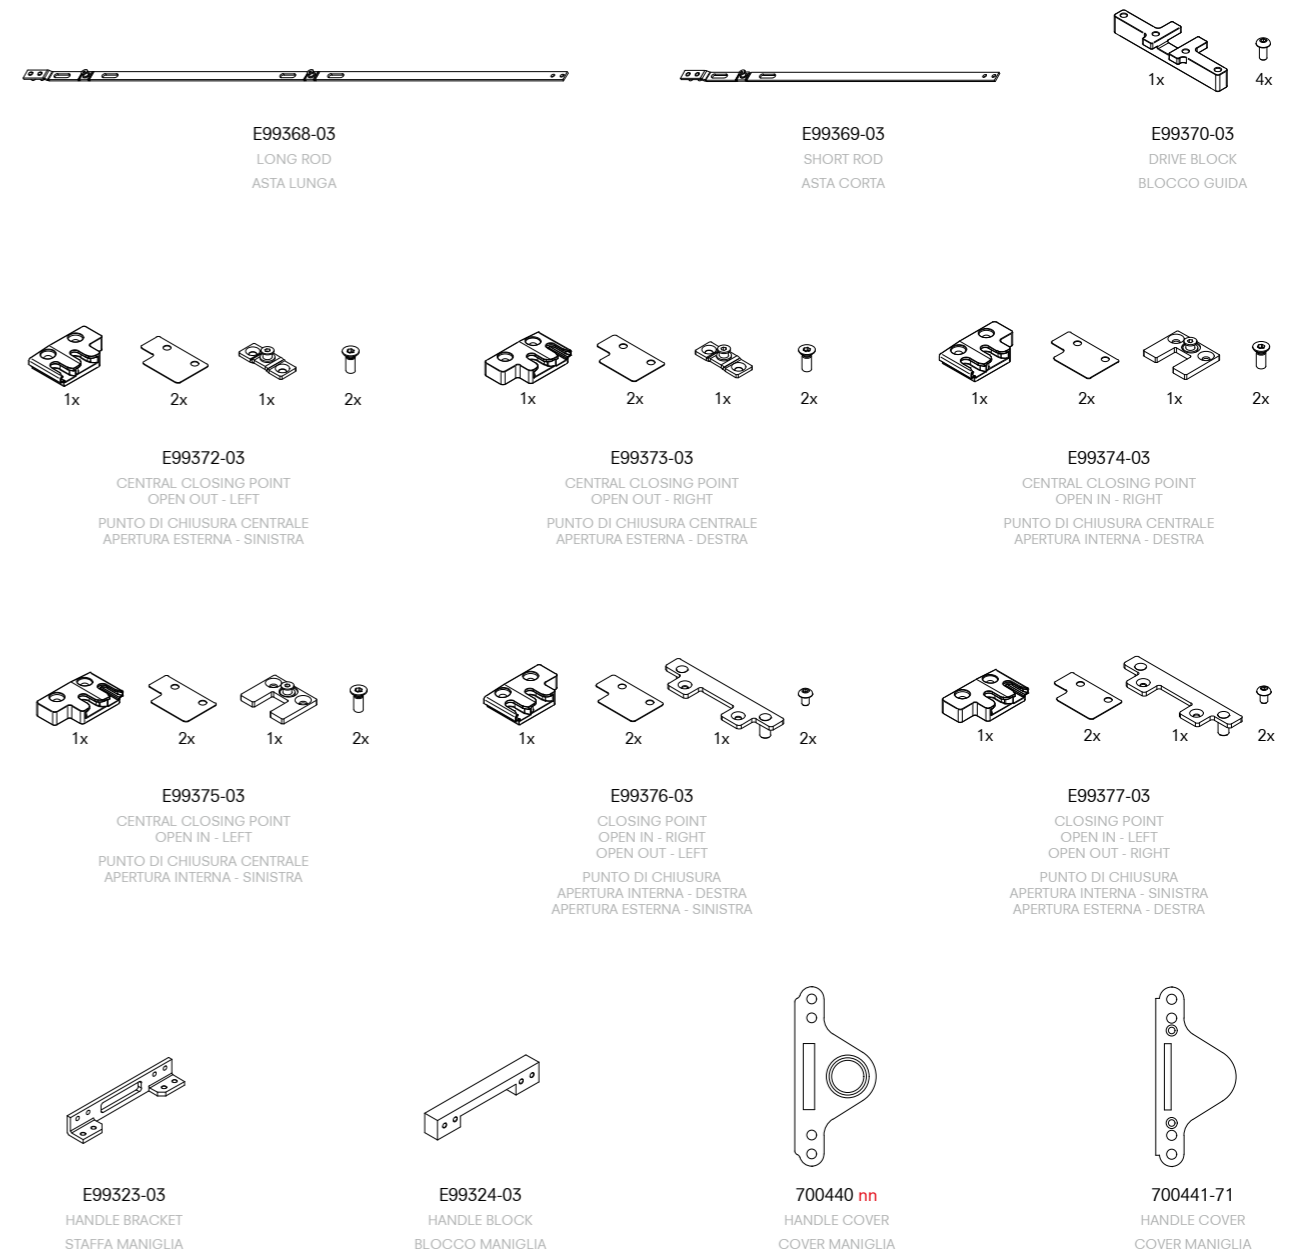 1x
4x
E99368-03
LONG ROD
ASTA LUNGA
E99369-03
SHORT ROD
ASTA CORTA
E99370-03
DRIVE BLOCK
BLOCCO GUIDA
1x 2x 1x 2x
E99372-03
CENTRAL CLOSING POINT
OPEN OUT - LEFT
PUNTO DI CHIUSURA CENTRALE
APERTURA ESTERNA - SINISTRA
1x 2x 1x 2x
E99373-03
CENTRAL CLOSING POINT
OPEN OUT - RIGHT
PUNTO DI CHIUSURA CENTRALE
APERTURA ESTERNA - DESTRA
1x 2x 1x 2x
E99374-03
CENTRAL CLOSING POINT
OPEN IN - RIGHT
PUNTO DI CHIUSURA CENTRALE
APERTURA INTERNA - DESTRA
1x 2x 1x 2x
E99375-03
CENTRAL CLOSING POINT
OPEN IN - LEFT
PUNTO DI CHIUSURA CENTRALE
APERTURA INTERNA - SINISTRA
1x 2x 1x 2x
E99376-03
CLOSING POINT
OPEN IN - RIGHT
OPEN OUT - LEFT
PUNTO DI CHIUSURA
APERTURA INTERNA - DESTRA
APERTURA ESTERNA - SINISTRA
1x 2x 1x 2x
E99377-03
CLOSING POINT
OPEN IN - LEFT
OPEN OUT - RIGHT
PUNTO DI CHIUSURA
APERTURA INTERNA - SINISTRA
APERTURA ESTERNA - DESTRA
E99323-03
HANDLE BRACKET
STAFFA MANIGLIA
E99324-03
HANDLE BLOCK
BLOCCO MANIGLIA
700440 nn
HANDLE COVER
COVER MANIGLIA
700441-71
HANDLE COVER
COVER MANIGLIA